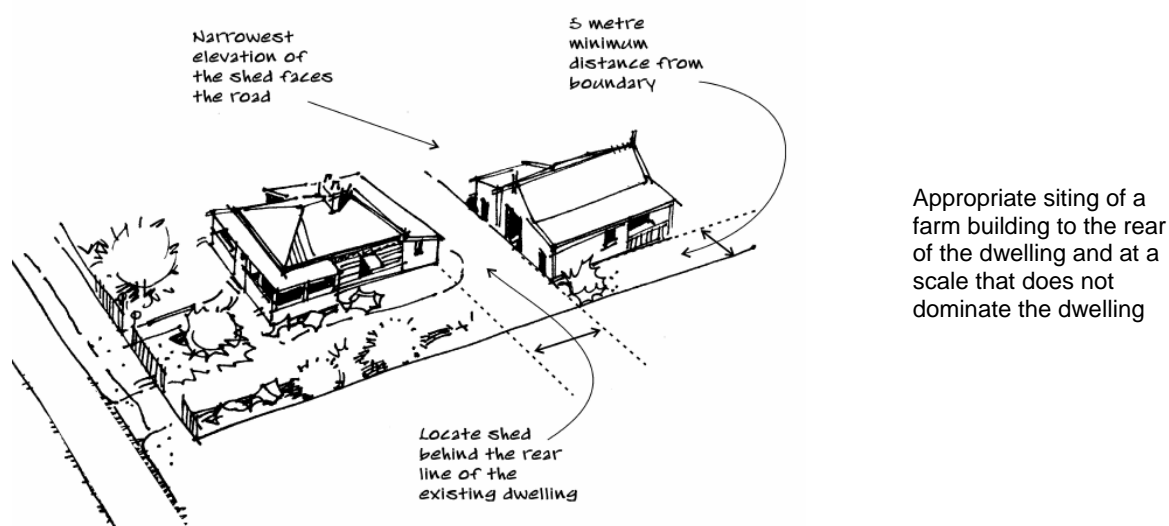 Narrowest
elevation of
the shed faces
the road
5 metre
minimum
distance from
boundary
Locate shed
behind the rear
line of the
existing dwelling
Appropriate siting of a
farm building to the rear
of the dwelling and at a
scale that does not
dominate the dwelling